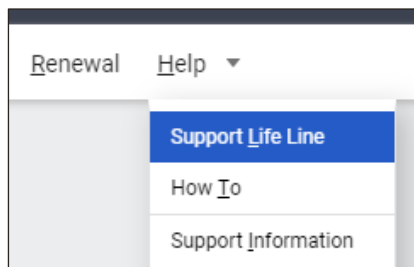 Renewal Help
Support Life Line
How To
Support Information